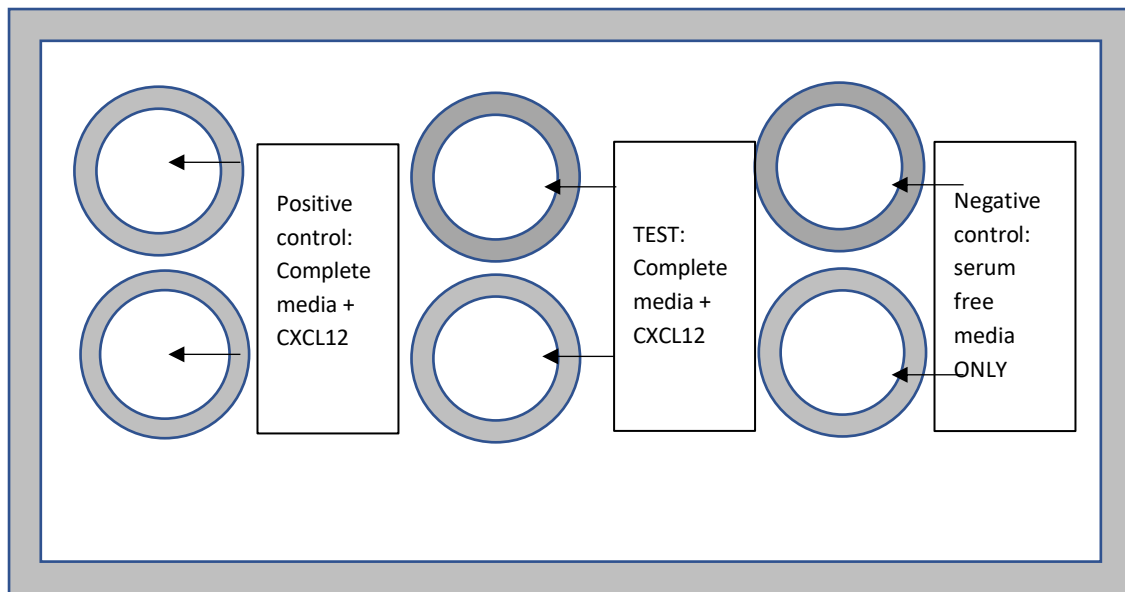 Positive
control:
Complete
media +
CXCL12
TEST:
Complete
media +
CXCL12
Negative
control:
serum
free
media
ONLY